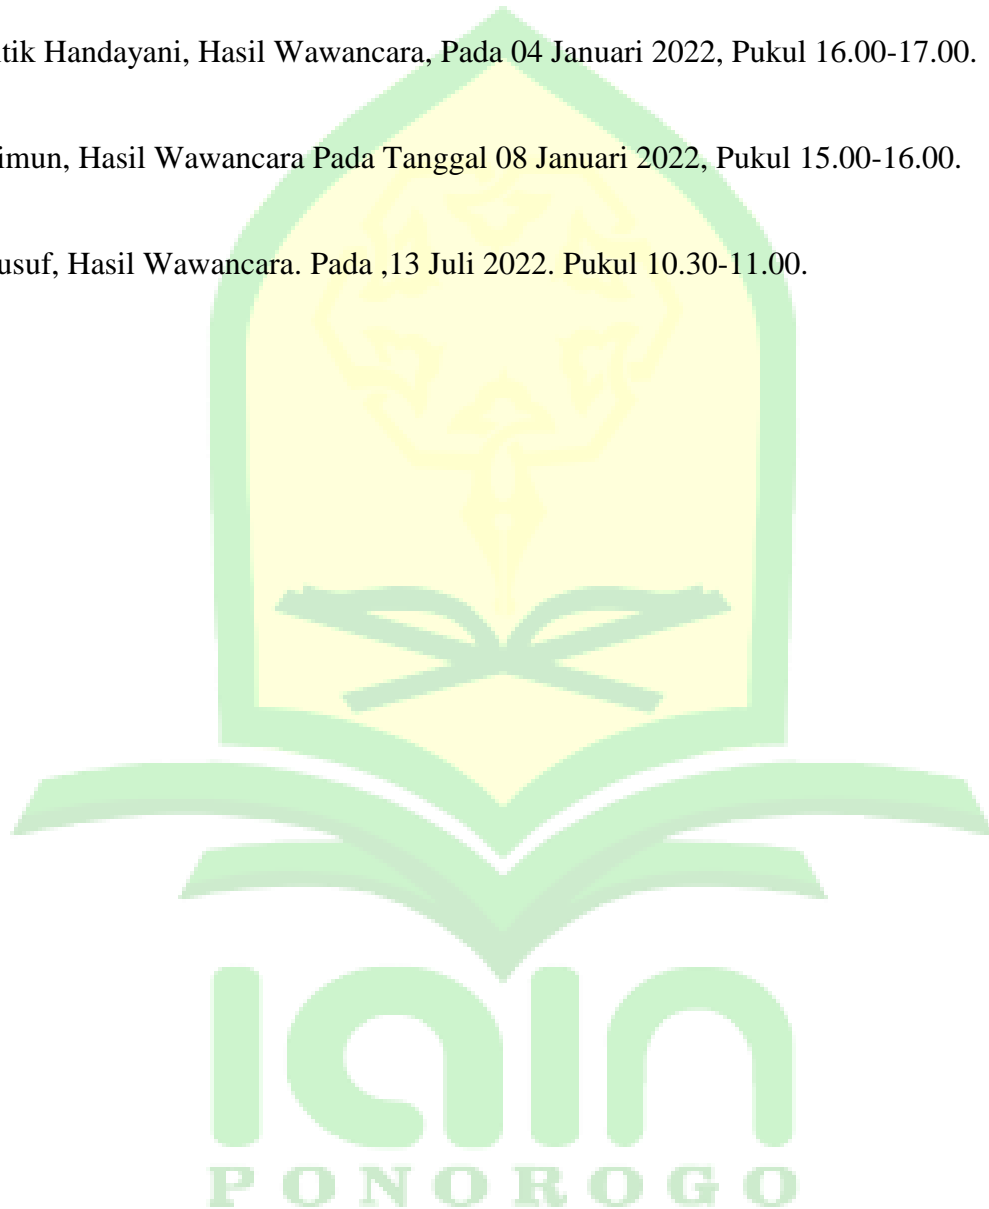 tik Handayani, Hasil Wawancara, Pada 04 Januari 2022, Pukul 16.00-17.00.
imun, Hasil Wawancara Pada Tanggal 08 Januari 2022, Pukul 15.00-16.00.
usuf, Hasil Wawancara. Pada ,13 Juli 2022. Pukul 10.30-11.00.
IAIN
PONOROGO